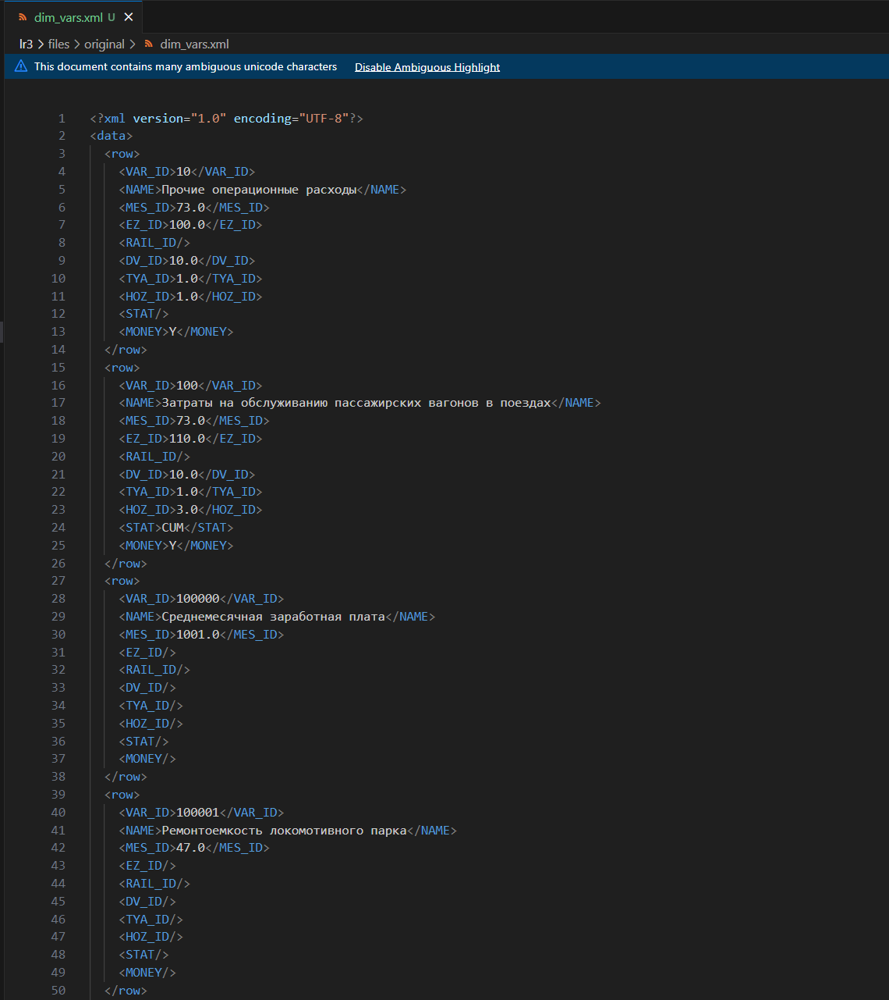 dim_vars.xml U
lr3 > files > original > dim_vars.xml
This document contains many ambiguous unicode characters Disable Ambiguous Highlight
1 <?xml version="1.0" encoding="UTF-8"?>
2 <data>
3 <row>
4 <VAR_ID>10</VAR_ID>
5 <NAME>Прочие операционные расходы</NAME>
6 <MES_ID>73.0</MES_ID>
7 <EZ_ID>100.0</EZ_ID>
8 <RAIL_ID/>
9 <DV_ID>10.0</DV_ID>
10 <TYA_ID>1.0</TYA_ID>
11 <HOZ_ID>1.0</HOZ_ID>
12 <STAT/>
13 <MONEY>Y</MONEY>
14 </row>
15 <row>
16 <VAR_ID>100</VAR_ID>
17 <NAME>Затраты на обслуживанию пассажирских вагонов в поездах</NAME>
18 <MES_ID>73.0</MES_ID>
19 <EZ_ID>110.0</EZ_ID>
20 <RAIL_ID/>
21 <DV_ID>10.0</DV_ID>
22 <TYA_ID>1.0</TYA_ID>
23 <HOZ_ID>3.0</HOZ_ID>
24 <STAT>CUM</STAT>
25 <MONEY>Y</MONEY>
26 </row>
27 <row>
28 <VAR_ID>100000</VAR_ID>
29 <NAME>Среднемесячная заработная плата</NAME>
30 <MES_ID>1001.0</MES_ID>
31 <EZ_ID/>
32 <RAIL_ID/>
33 <DV_ID/>
34 <TYA_ID/>
35 <HOZ_ID/>
36 <STAT/>
37 <MONEY/>
38 </row>
39 <row>
40 <VAR_ID>100001</VAR_ID>
41 <NAME>Ремонтоемкость локомотивного парка</NAME>
42 <MES_ID>47.0</MES_ID>
43 <EZ_ID/>
44 <RAIL_ID/>
45 <DV_ID/>
46 <TYA_ID/>
47 <HOZ_ID/>
48 <STAT/>
49 <MONEY/>
50 </row>